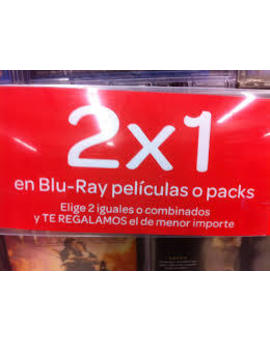 2x1
en Blu-Ray películas o packs
Elige 2 iguales o combinados
y TE REGALAMOS el de menor importe